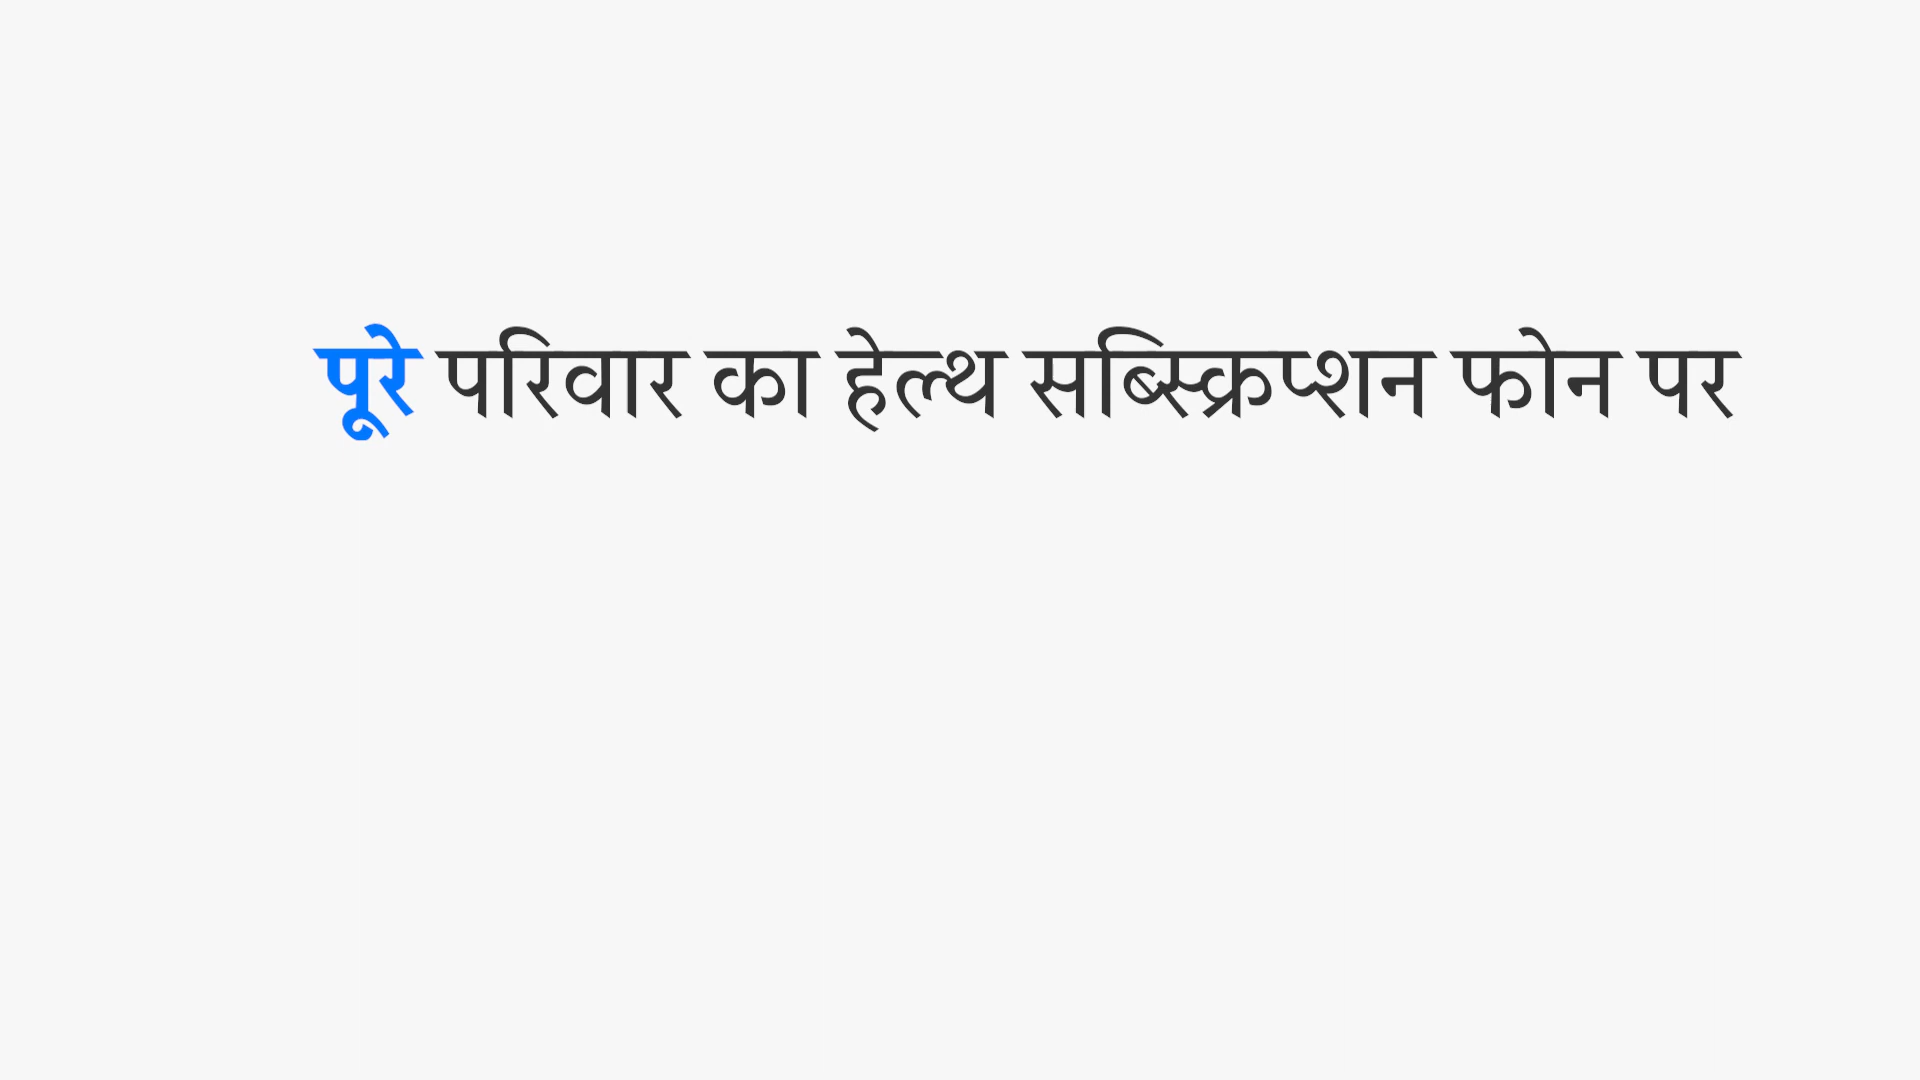 पूरे परिवार का हेल्थ सब्स्क्रिप्शन फोन पर